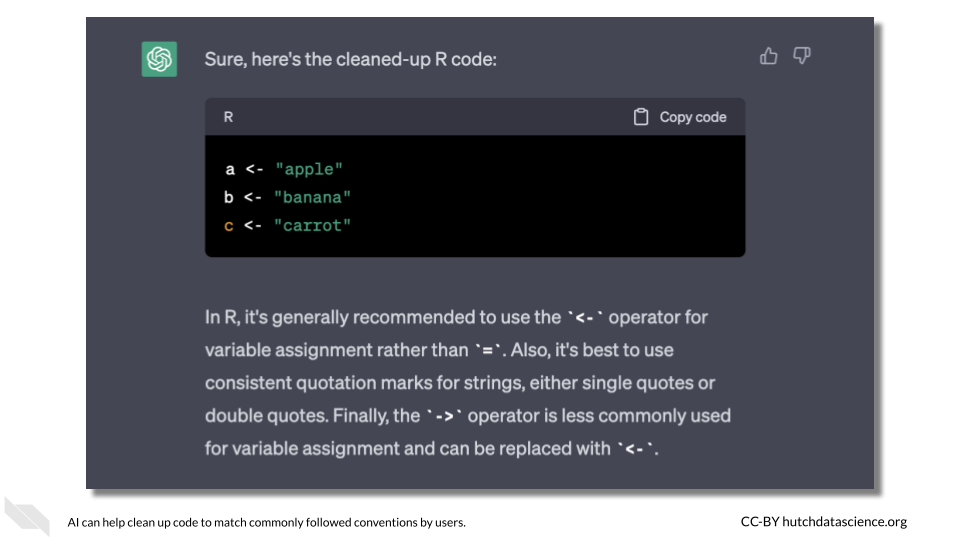 Sure, here's the cleaned-up R code:
R
Copy code
a <- "apple"
b <- "banana"
c <- "carrot"
In R, it's generally recommended to use the `<-` operator for
variable assignment rather than `=`. Also, it's best to use
consistent quotation marks for strings, either single quotes or
double quotes. Finally, the `->` operator is less commonly used
for variable assignment and can be replaced with `<-`.
AI can help clean up code to match commonly followed conventions by users.
CC-BY hutchdatascience.org